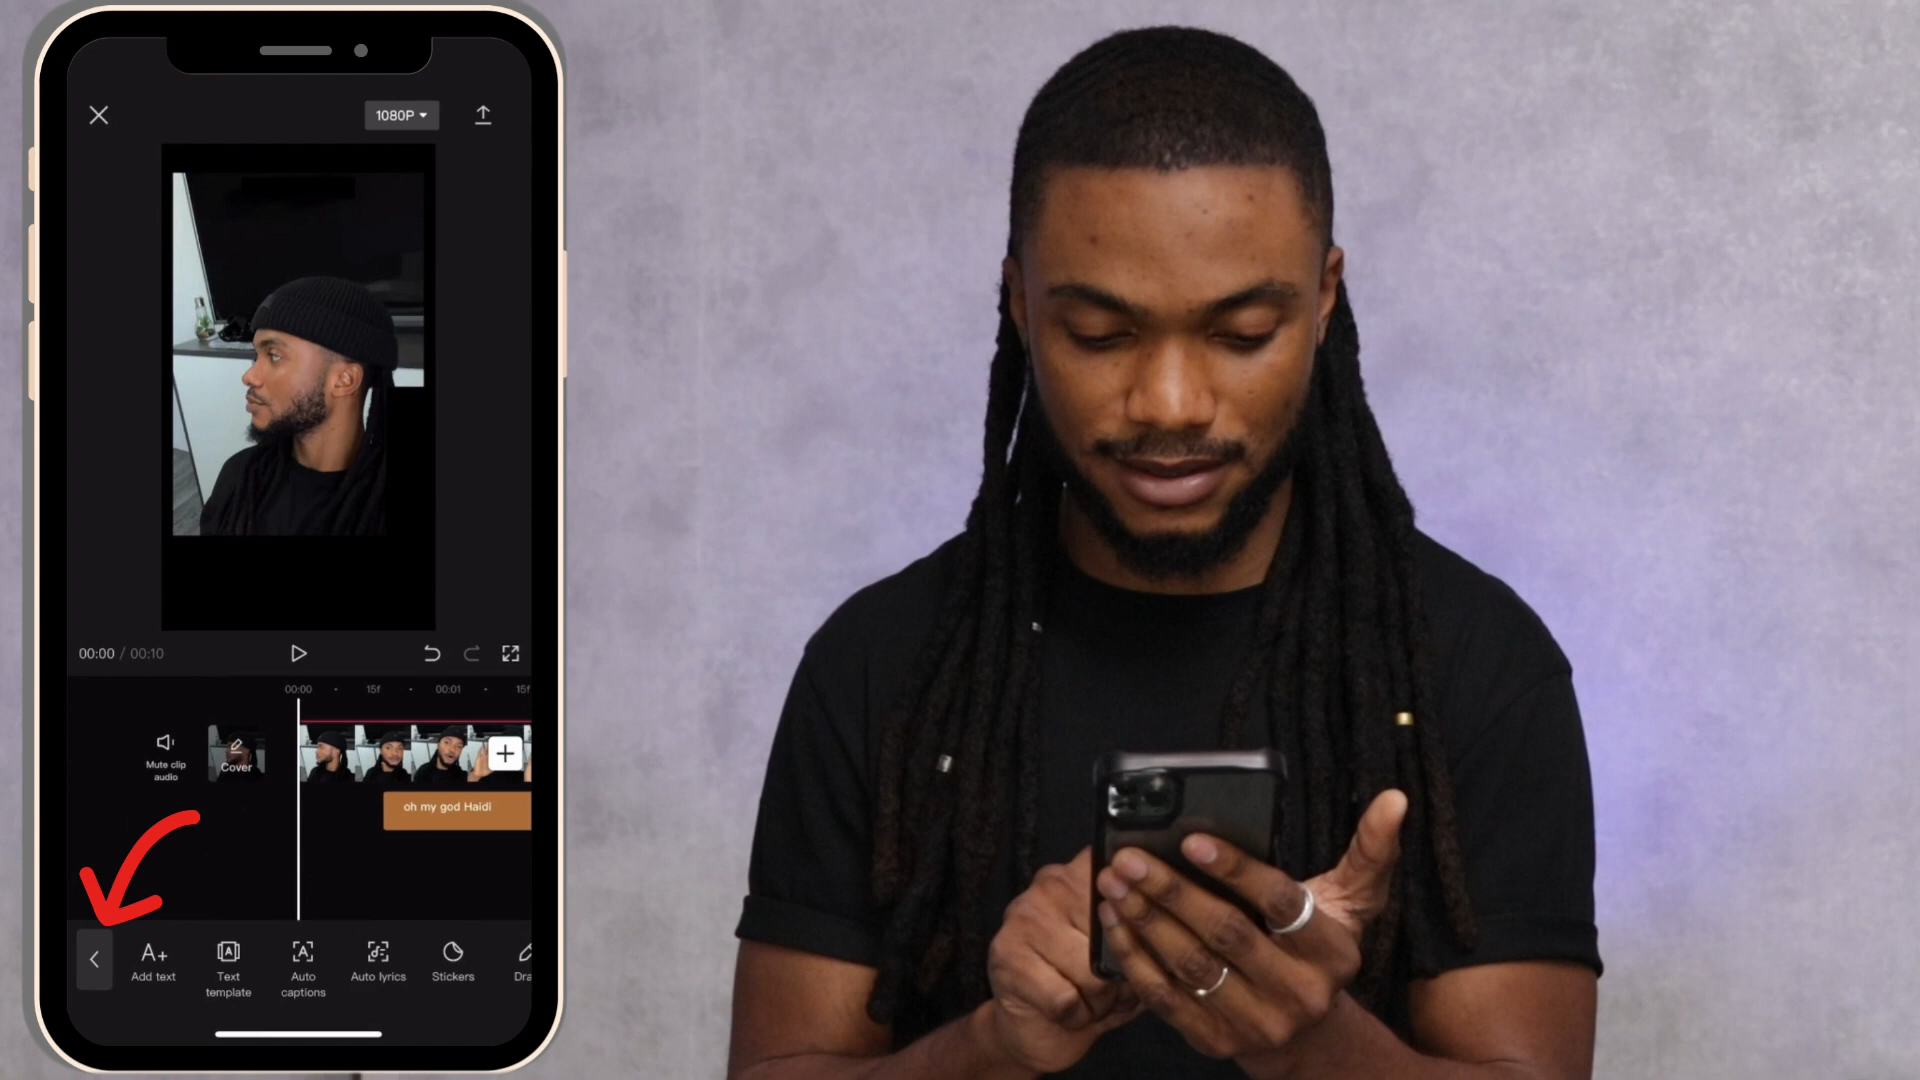 1080P
00:00 / 00:10
00:00 15f 00:01 15f
Mute clip
audio
Cover
oh my god Haidi
A+
Add text
A
Text
template
A
Auto
captions
Auto lyrics
Stickers
Dra